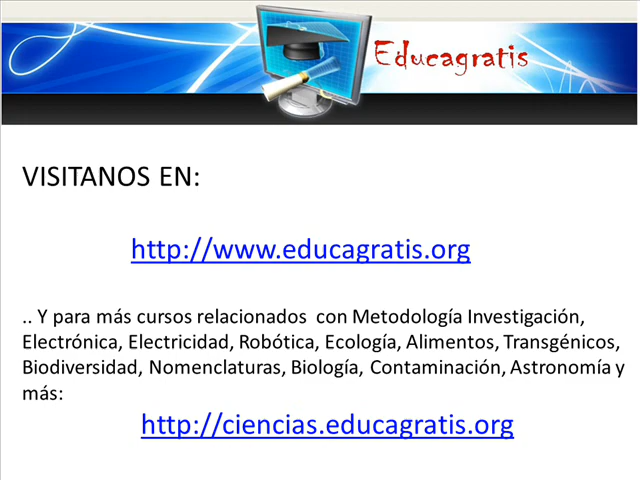 Educagratis
VISITANOS EN:
http://www.educagratis.org
.. Y para más cursos relacionados con Metodología Investigación,
Electrónica, Electricidad, Robótica, Ecología, Alimentos, Transgénicos,
Biodiversidad, Nomenclaturas, Biología, Contaminación, Astronomía y
más:
http://ciencias.educagratis.org